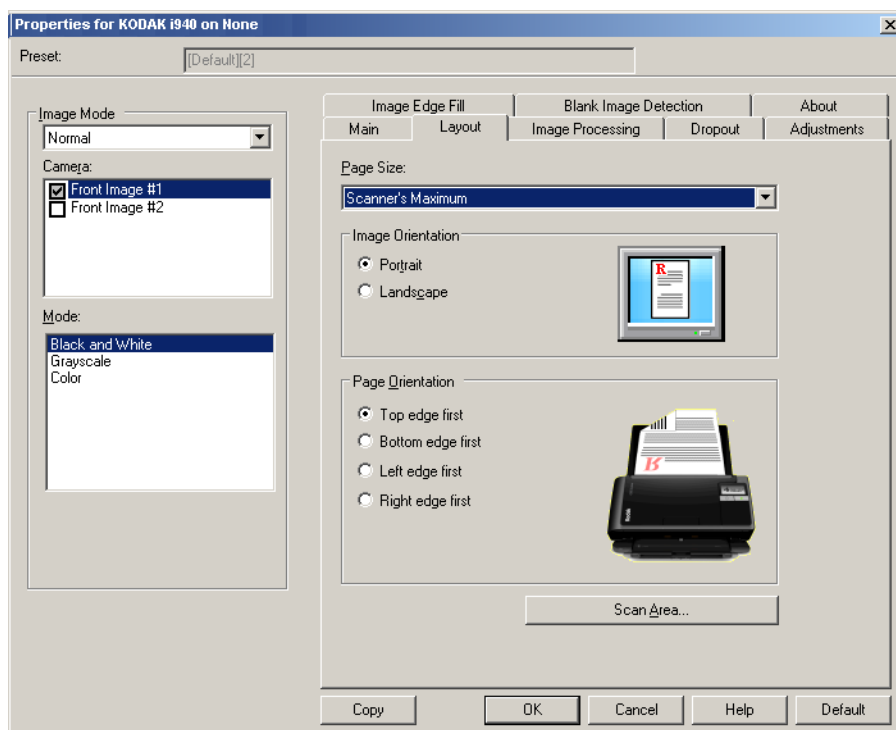 Properties for KODAK i940 on None
Preset:
[Default][2]
Image Mode
Normal
Camera:
Front Image #1
Front Image #2
Mode:
Black and White
Grayscale
Color
Image Edge Fill
Blank Image Detection
About
Main
Layout
Image Processing
Dropout
Adjustments
Page Size:
Scanner's Maximum
Image Orientation
Portrait
Landscape
R
Page Orientation
Top edge first
Bottom edge first
Left edge first
Right edge first
R
Kodak
Scan Area...
Copy
OK
Cancel
Help
Default